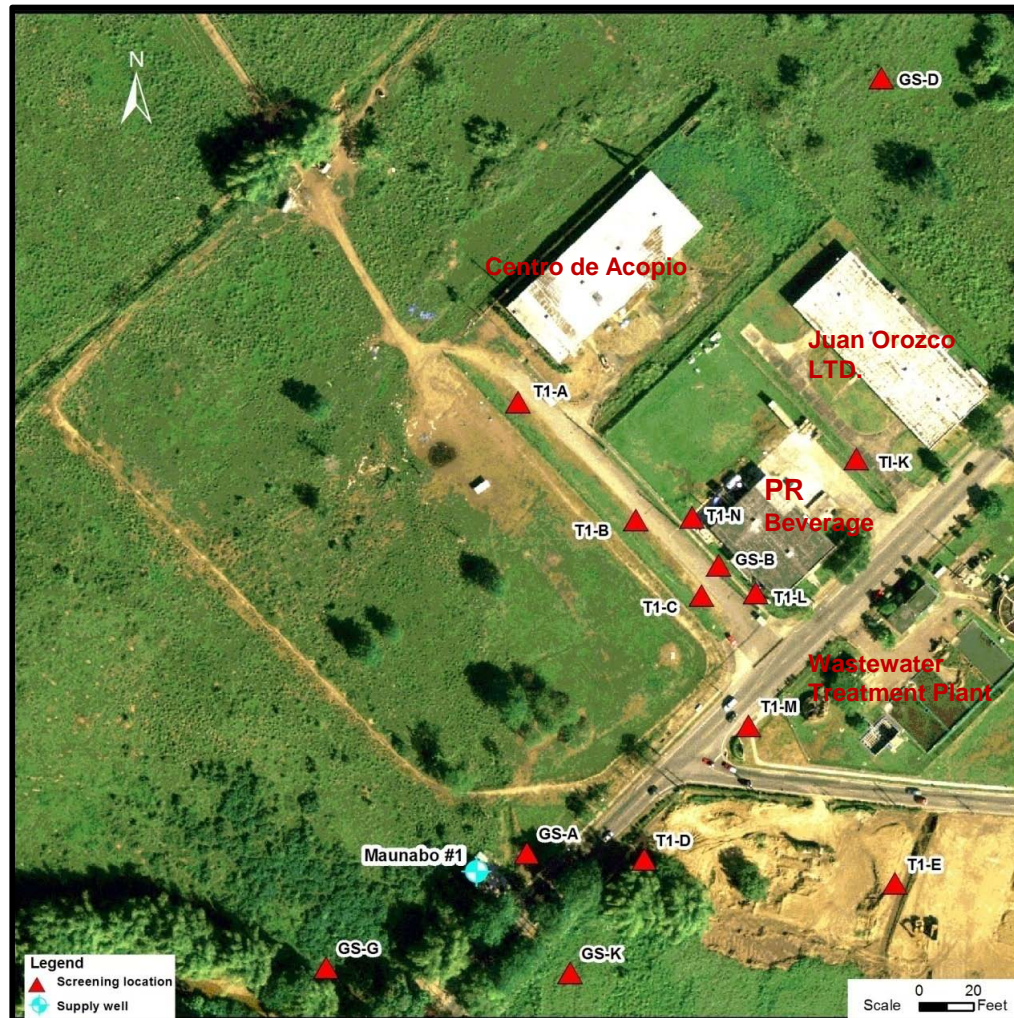 N
GS-D
Centro de Acopio
Juan Orozco
LTD.
T1-A
TI-K
PR
Beverage
T1-N
T1-B
GS-B
T1-C
T1-L
Wastewater
Treatment Plant
T1-M
GS-A
T1-D
Maunabo #1
T1-E
GS-G
GS-K
Legend
Screening location
Supply well
0 20
Scale Feet